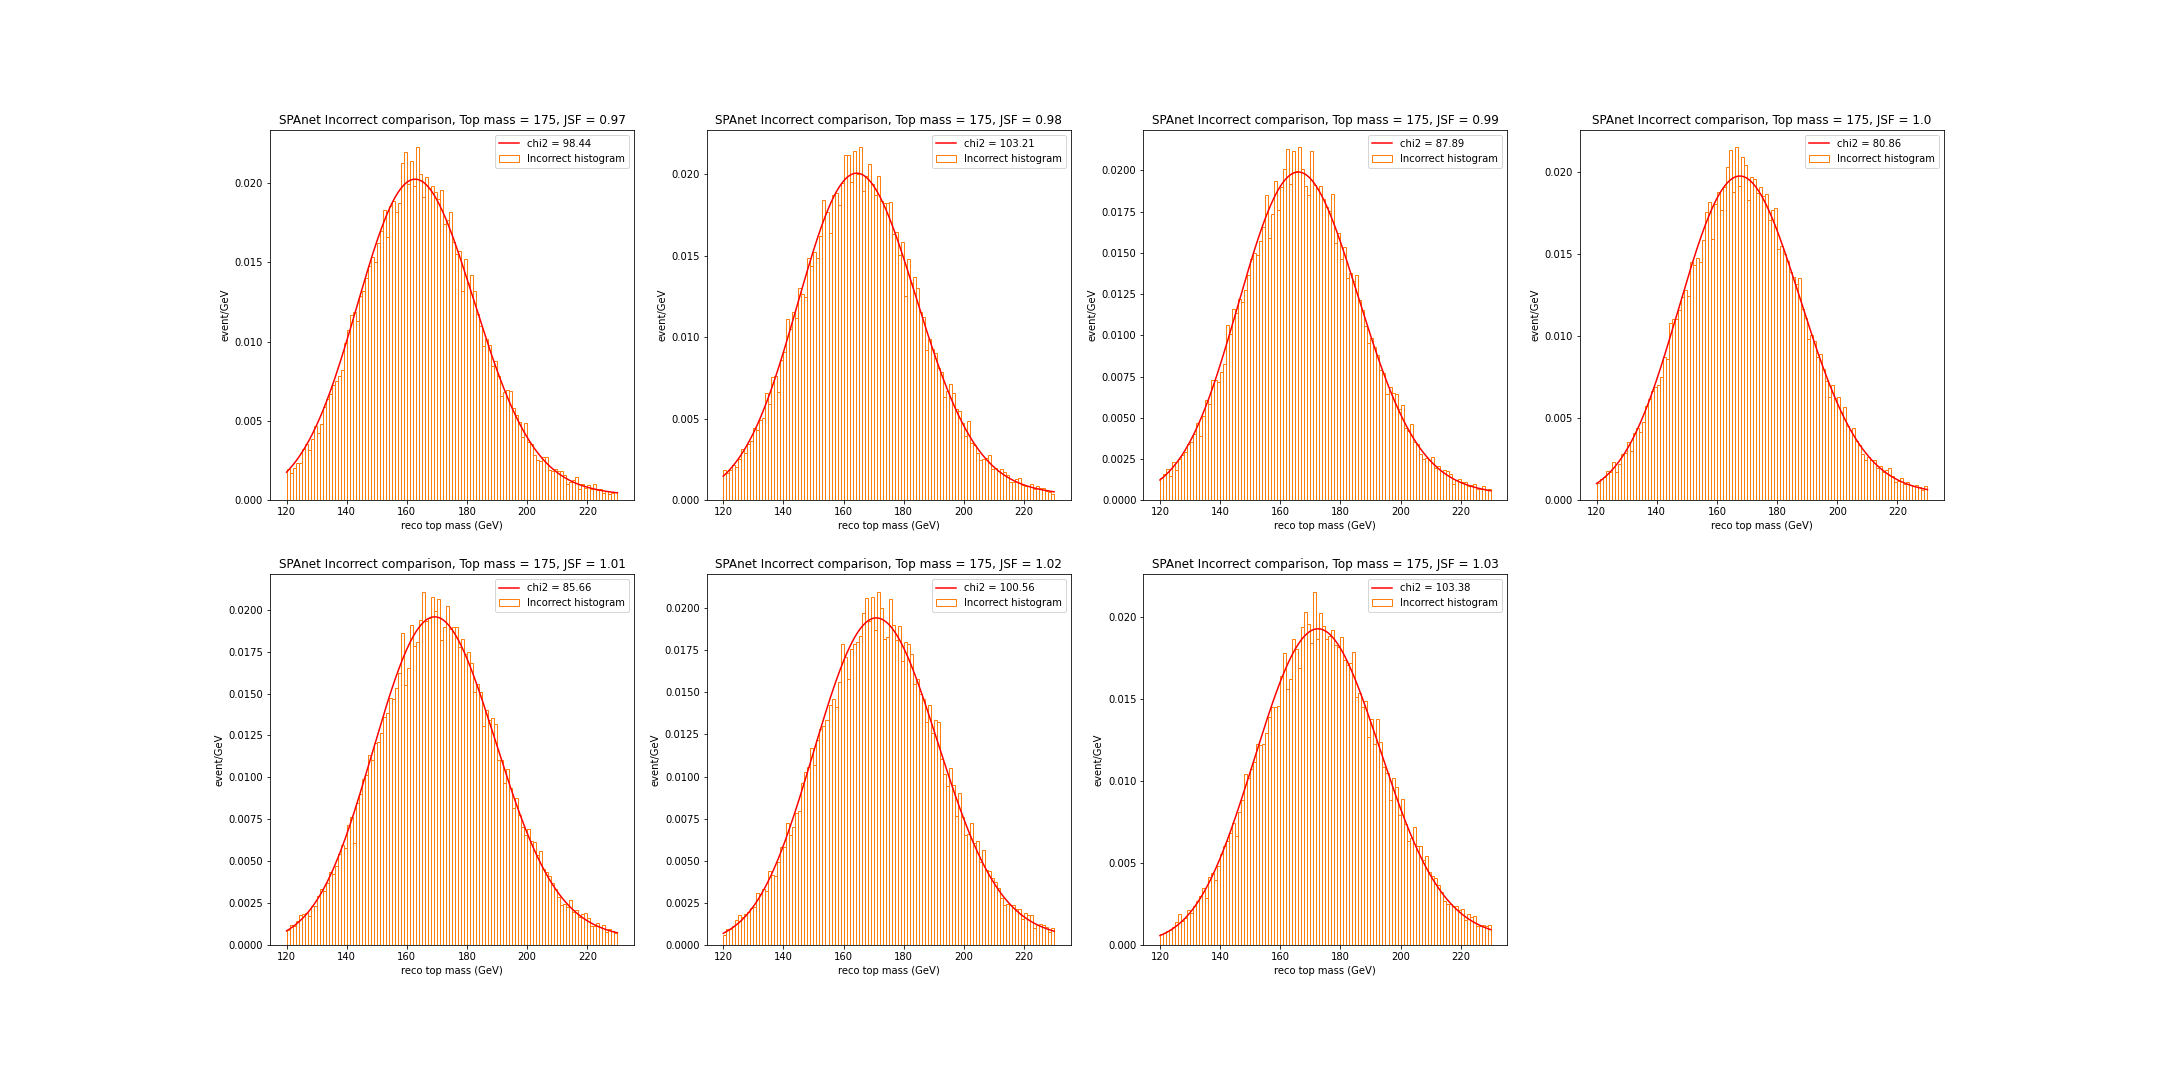 SPAnet Incorrect comparison, Top mass = 175, JSF = 0.97
chi2 = 98.44
Incorrect histogram
event/GeV
0.020
0.015
0.010
0.005
0.000
120 140 160 180 200 220
reco top mass (GeV)
SPAnet Incorrect comparison, Top mass = 175, JSF = 0.98
chi2 = 103.21
Incorrect histogram
event/GeV
0.020
0.015
0.010
0.005
0.000
120 140 160 180 200 220
reco top mass (GeV)
SPAnet Incorrect comparison, Top mass = 175, JSF = 0.99
chi2 = 87.89
Incorrect histogram
event/GeV
0.0200
0.0175
0.0150
0.0125
0.0100
0.0075
0.0050
0.0025
0.0000
120 140 160 180 200 220
reco top mass (GeV)
SPAnet Incorrect comparison, Top mass = 175, JSF = 1.0
chi2 = 80.86
Incorrect histogram
event/GeV
0.020
0.015
0.010
0.005
0.000
120 140 160 180 200 220
reco top mass (GeV)
SPAnet Incorrect comparison, Top mass = 175, JSF = 1.01
chi2 = 85.66
Incorrect histogram
event/GeV
0.0200
0.0175
0.0150
0.0125
0.0100
0.0075
0.0050
0.0025
0.0000
120 140 160 180 200 220
reco top mass (GeV)
SPAnet Incorrect comparison, Top mass = 175, JSF = 1.02
chi2 = 100.56
Incorrect histogram
event/GeV
0.0200
0.0175
0.0150
0.0125
0.0100
0.0075
0.0050
0.0025
0.0000
120 140 160 180 200 220
reco top mass (GeV)
SPAnet Incorrect comparison, Top mass = 175, JSF = 1.03
chi2 = 103.38
Incorrect histogram
event/GeV
0.020
0.015
0.010
0.005
0.000
120 140 160 180 200 220
reco top mass (GeV)